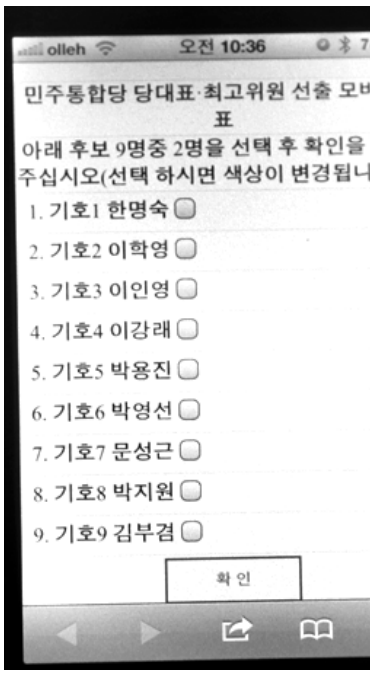 olleh 오전 10:36 7
민주통합당 당대표·최고위원 선출 모바
표
아래 후보 9명중 2명을 선택 후 확인을
주십시오(선택 하시면 색상이 변경됩니
1. 기호1 한명숙
2. 기호2 이학영
3. 기호3 이인영
4. 기호4 이강래
5. 기호5 박용진
6. 기호6 박영선
7. 기호7 문성근
8. 기호8 박지원
9. 기호9 김부겸
확 인